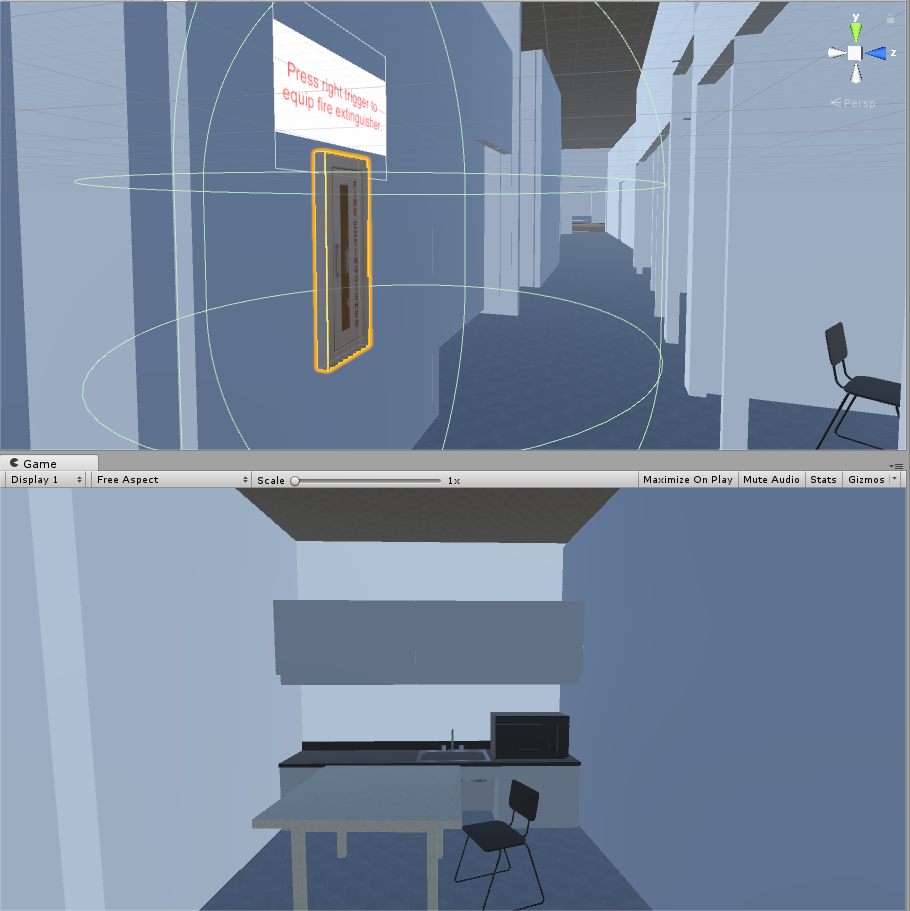 y
z
Persp
Press right trigger to
equip fire extinguisher.
FIRE EXTINGUISHER
Game
Display 1 Free Aspect Scale 1x Maximize On Play Mute Audio Stats Gizmos